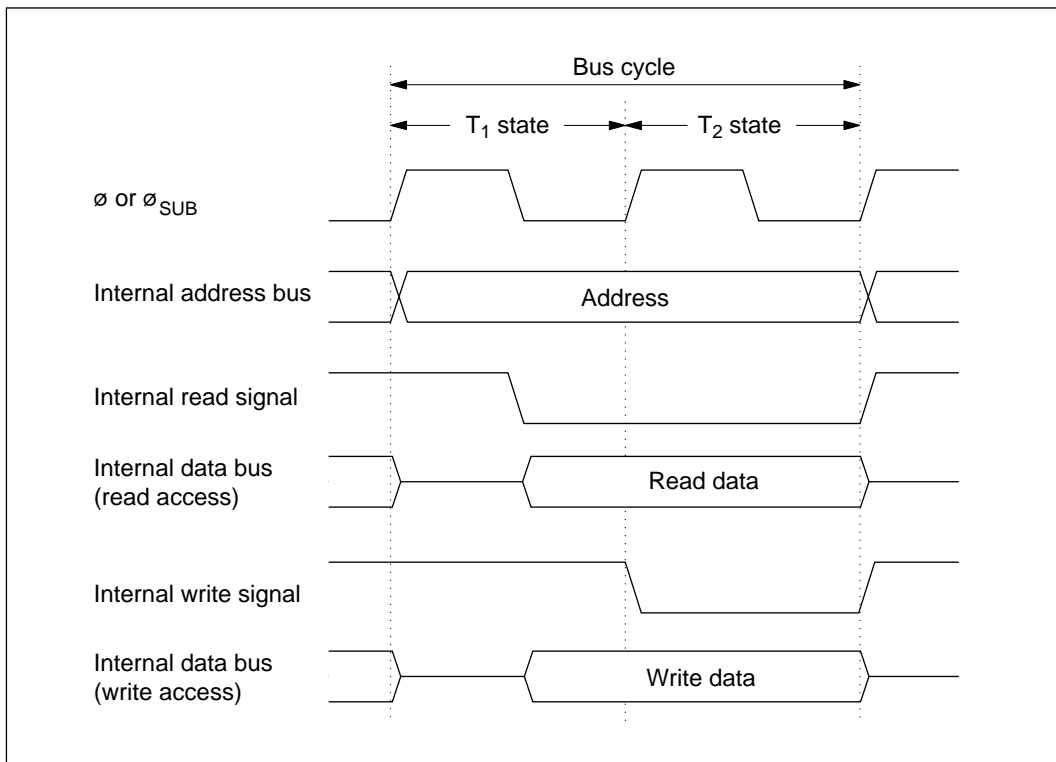 Bus cycle
T₁ state
T₂ state
ø or ø_SUB
Internal address bus
Address
Internal read signal
Internal data bus
(read access)
Read data
Internal write signal
Internal data bus
(write access)
Write data